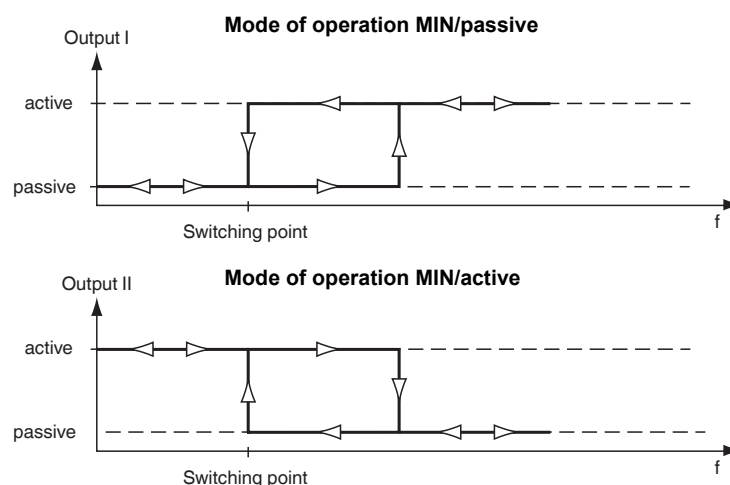 Mode of operation MIN/passive
Output I
active
passive
Switching point
f
Mode of operation MIN/active
Output II
active
passive
Switching point
f